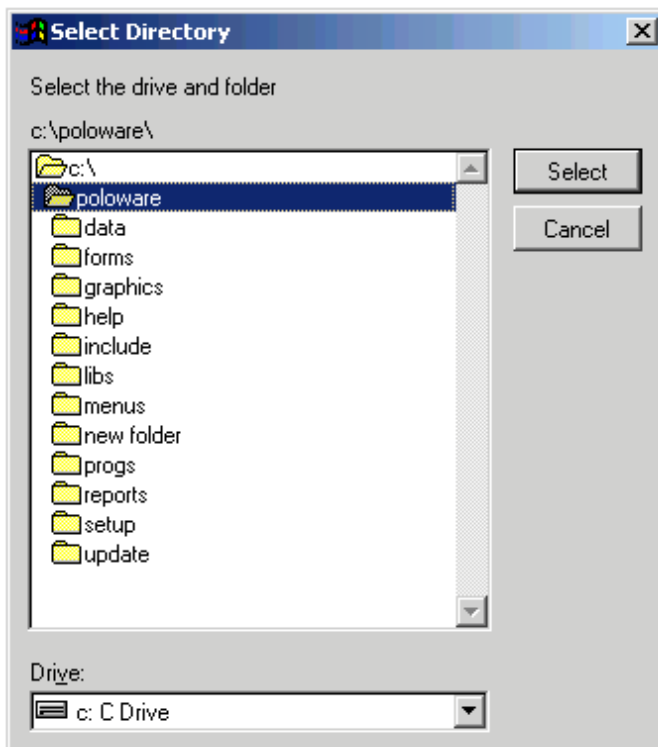 Select Directory
Select the drive and folder
c:\poloware\
c:\
poloware
data
forms
graphics
help
include
libs
menus
new folder
progs
reports
setup
update
Select
Cancel
Drive:
c: C Drive